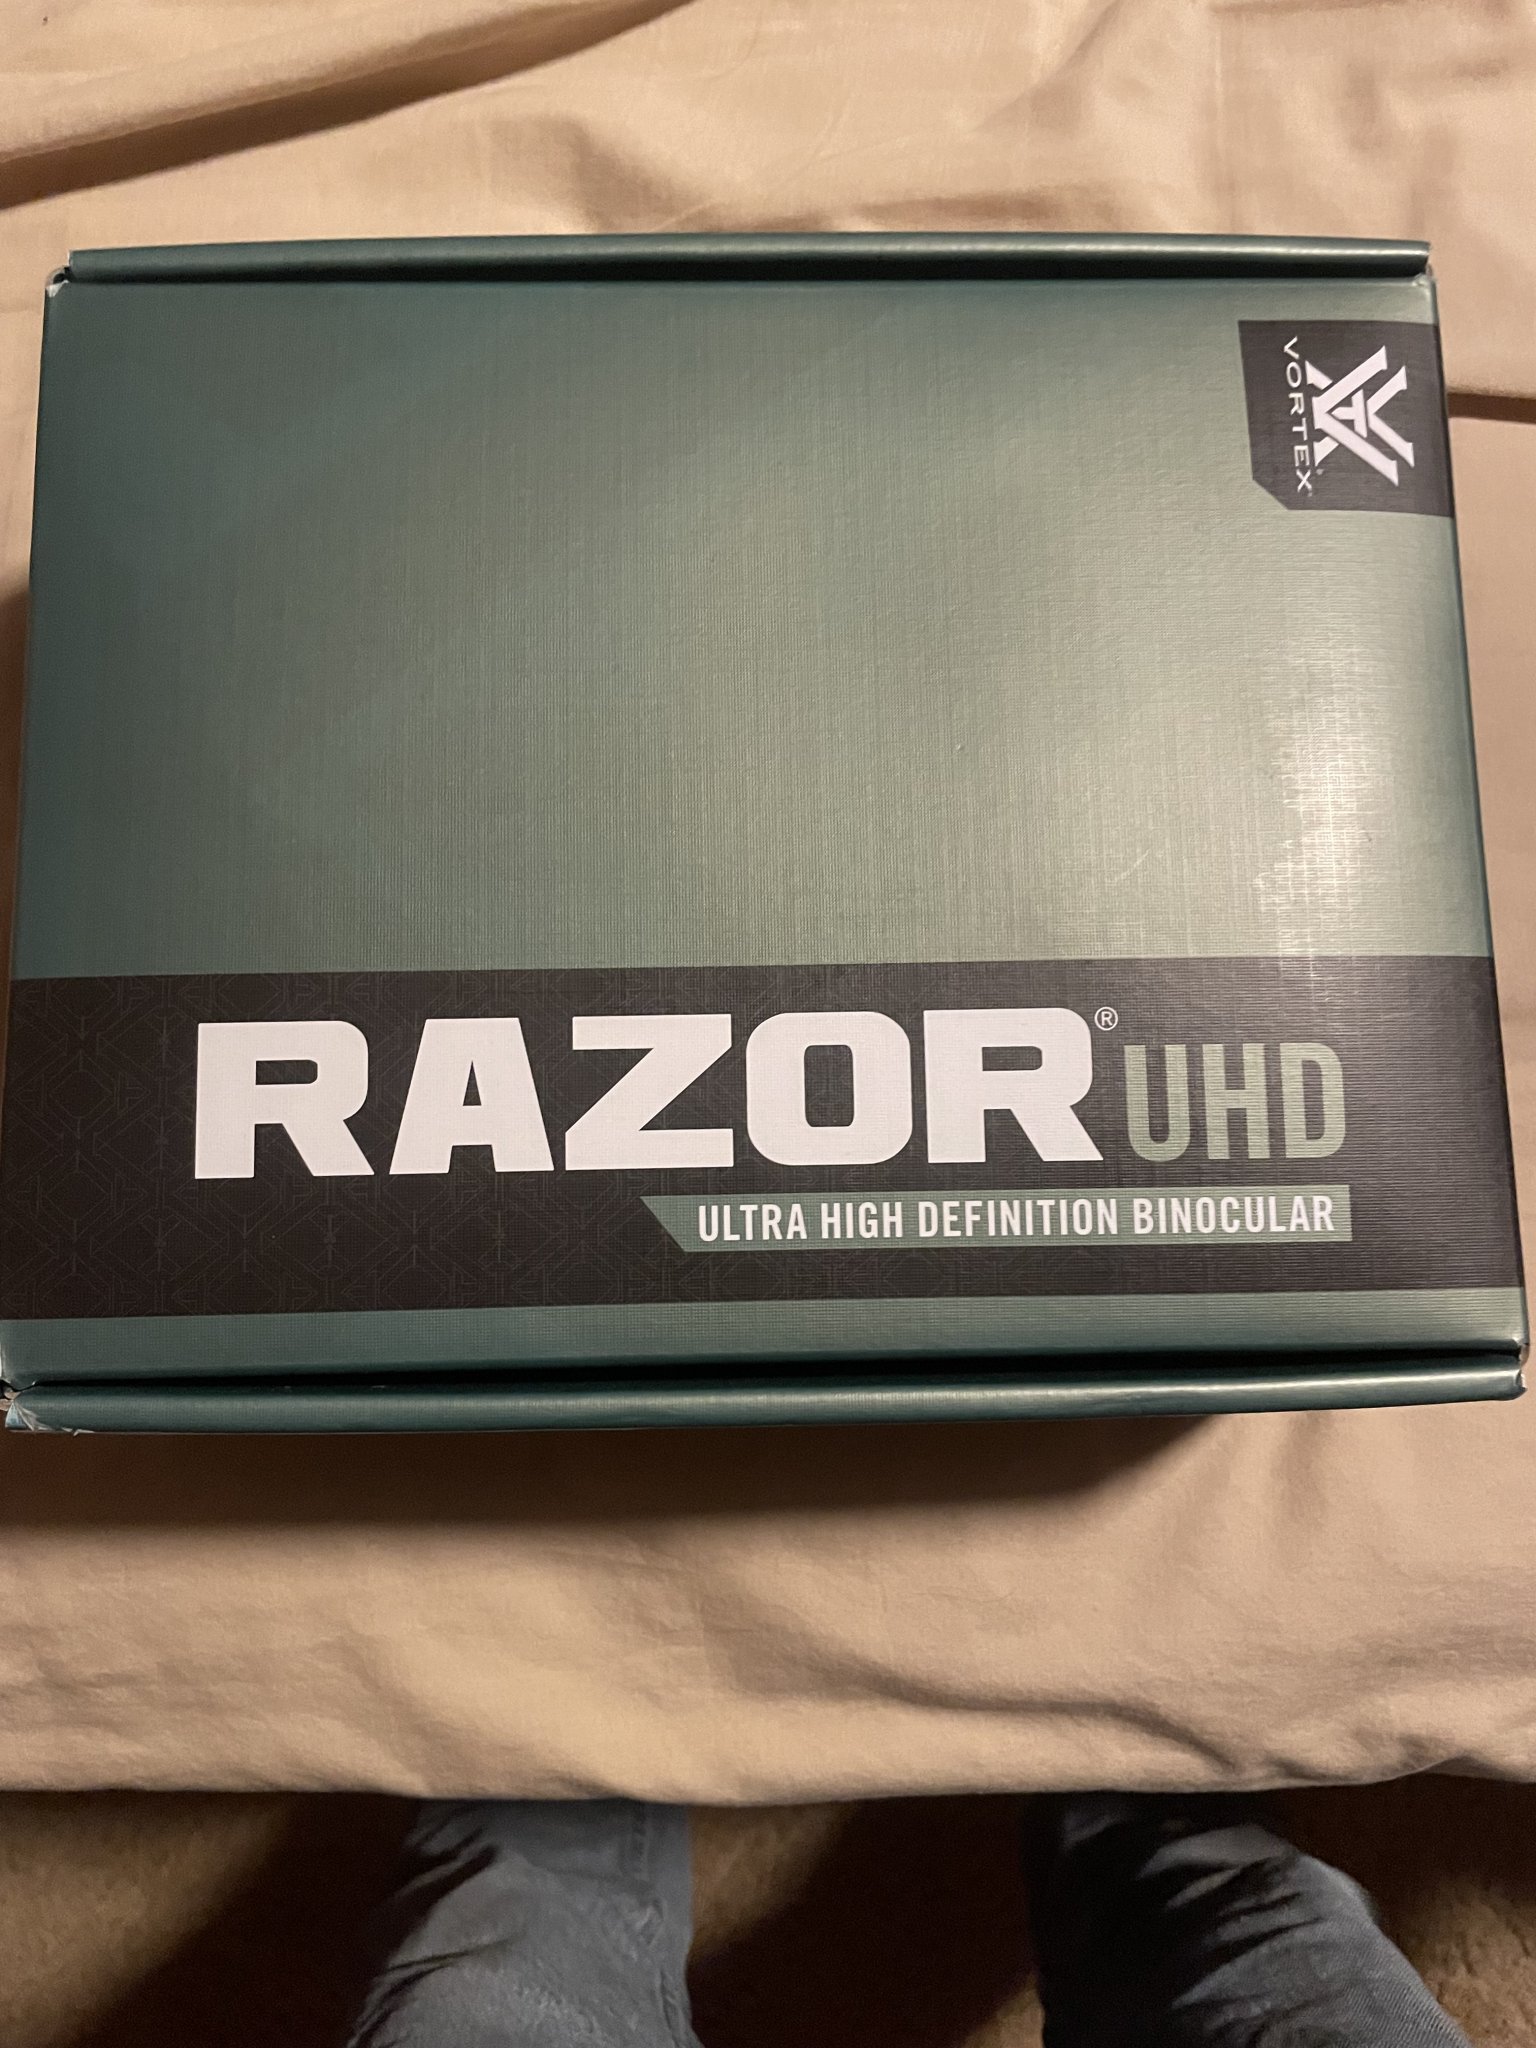 VORTEX
RAZOR® UHD
ULTRA HIGH DEFINITION BINOCULAR